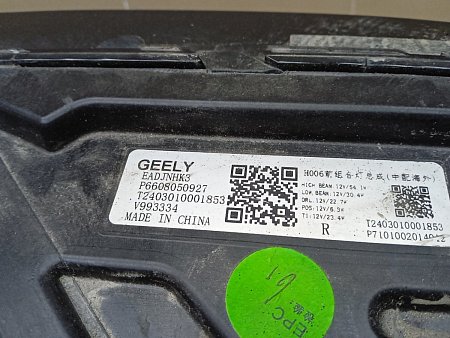 GEELY
EADJNHK3
P6608050927
T2403010001853
V993334
MADE IN CHINA
H006前组合灯总成(中配海外)
HIGH BEAM:12V/54.1W
LOW BEAM:12V/30.4W
DRL:12V/22.7W
POS:12V/6.5W
TI:12V/23.4W
R
T2403010001853
EPC